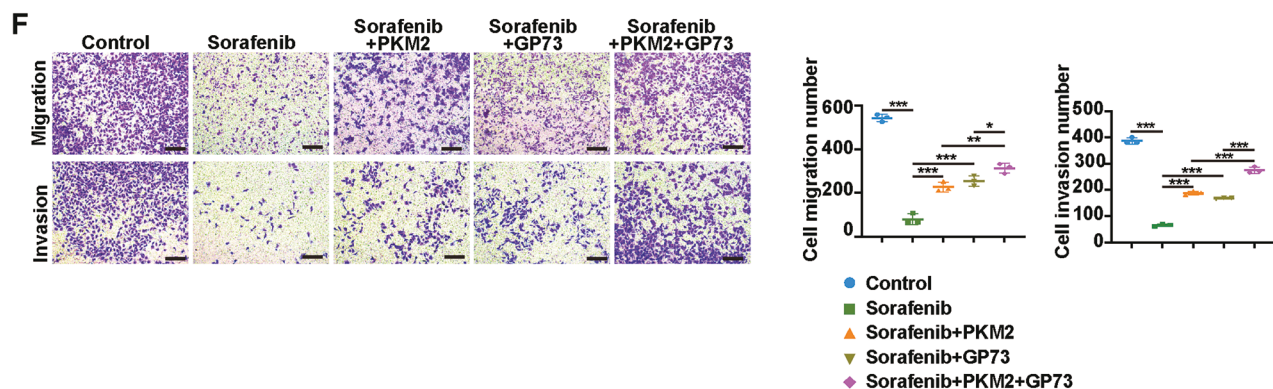 F
Control
Sorafenib
Sorafenib
+PKM2
Sorafenib
+GP73
Sorafenib
+PKM2+GP73
Migration
Invasion
Cell migration number
600
400
200
0
***
***
***
**
*
Cell invasion number
500
400
300
200
100
0
***
***
***
***
***
Control
Sorafenib
Sorafenib+PKM2
Sorafenib+GP73
Sorafenib+PKM2+GP73